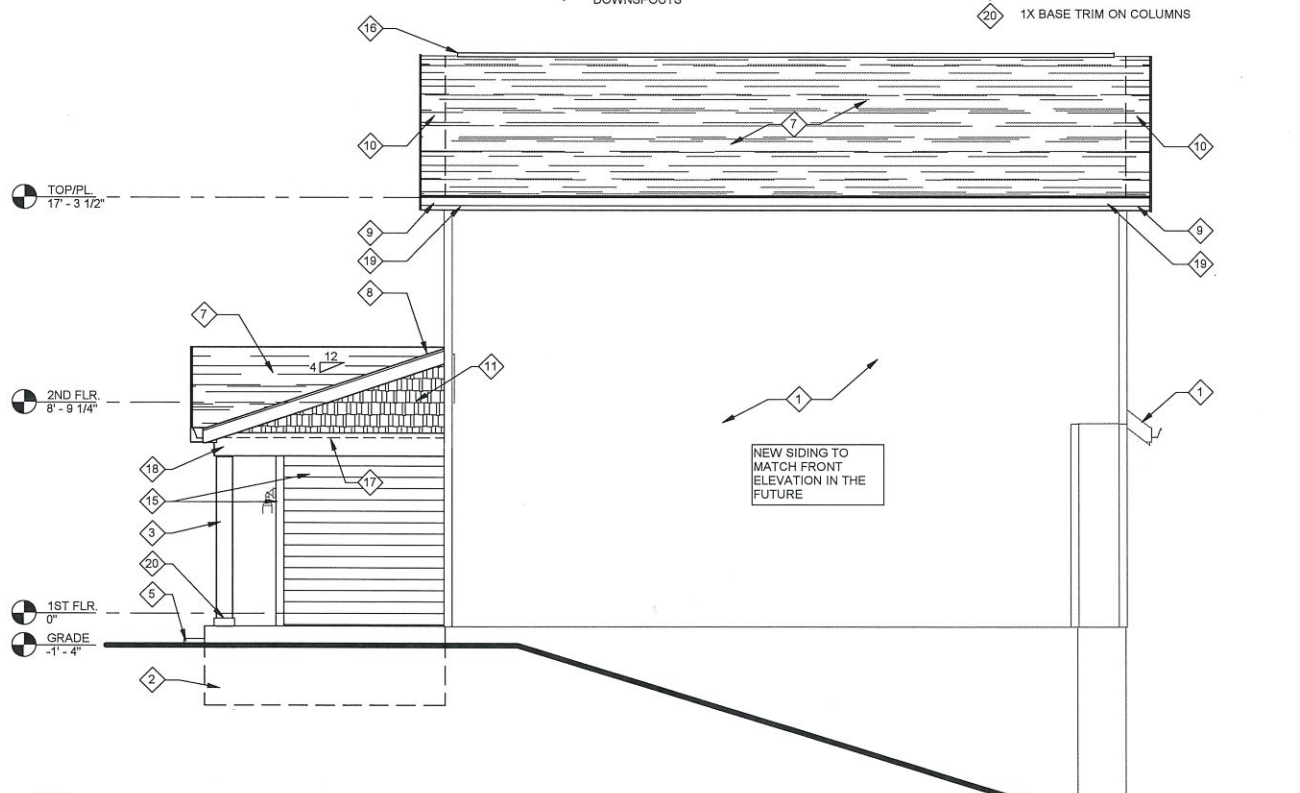 DOWNSPOUTS
20 1X BASE TRIM ON COLUMNS
16
7
10
10
TOP/PL.
17' - 3 1/2"
9
9
19
19
8
7
12
4
11
2ND FLR.
8' - 9 1/4"
1
1
NEW SIDING TO
MATCH FRONT
ELEVATION IN THE
FUTURE
18
17
15
3
20
5
1ST FLR.
0"
GRADE
-1' - 4"
2